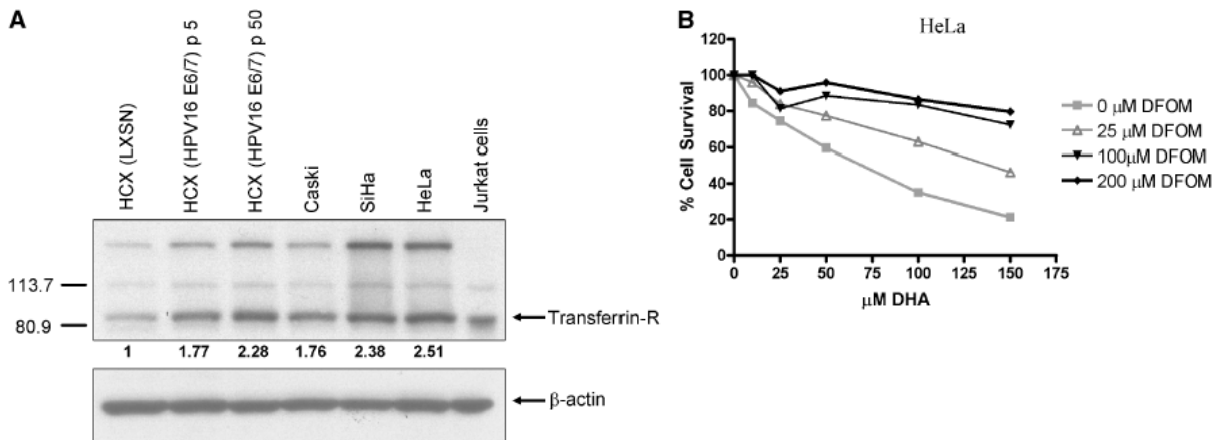 A
HCX (LXSN)
HCX (HPV16 E6/7) p 5
HCX (HPV16 E6/7) p 50
Caski
SiHa
HeLa
Jurkat cells
113.7
80.9
Transferrin-R
1 1.77 2.28 1.76 2.38 2.51
β-actin
B
HeLa
% Cell Survival
120
100
80
60
40
20
0
0 25 50 75 100 125 150 175
μM DHA
0 μM DFOM
25 μM DFOM
100μM DFOM
200 μM DFOM